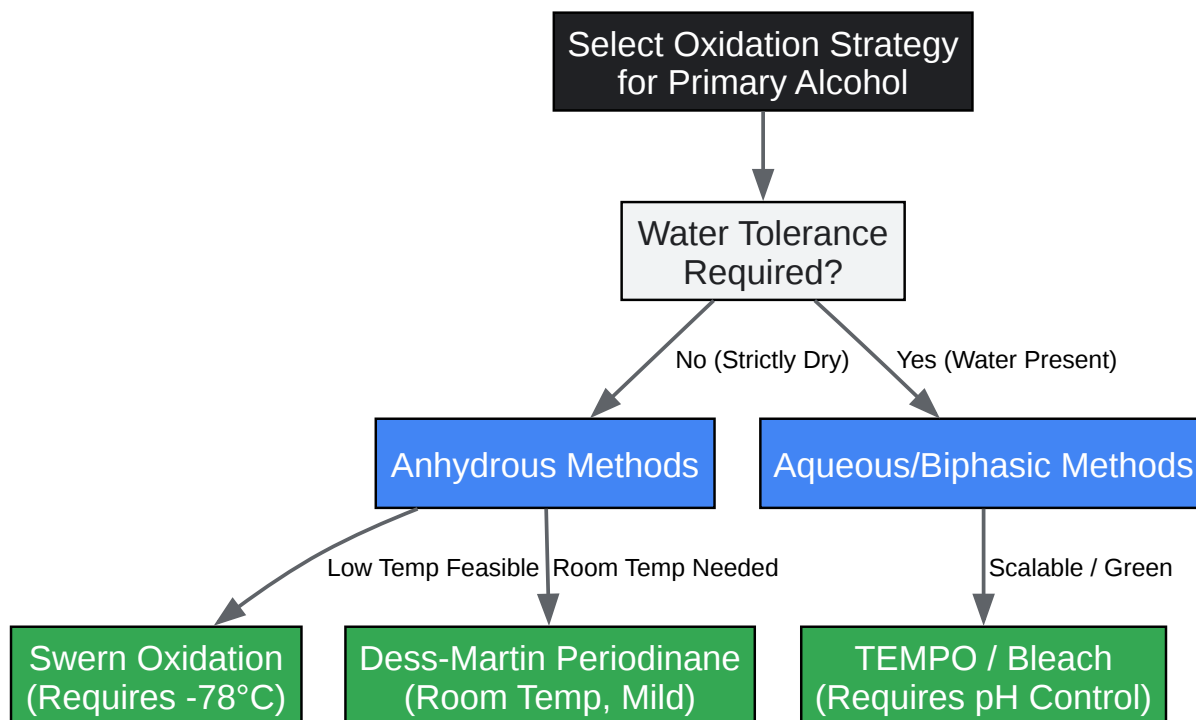 Select Oxidation Strategy
for Primary Alcohol
Water Tolerance
Required?
No (Strictly Dry)
Yes (Water Present)
Anhydrous Methods
Aqueous/Biphasic Methods
Low Temp Feasible
Room Temp Needed
Scalable / Green
Swern Oxidation
(Requires -78°C)
Dess-Martin Periodinane
(Room Temp, Mild)
TEMPO / Bleach
(Requires pH Control)